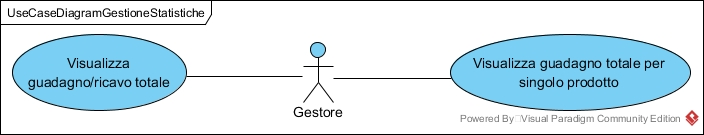 UseCaseDiagramGestioneStatistiche
Visualizza
guadagno/ricavo totale
Gestore
Visualizza guadagno totale per
singolo prodotto
Powered By Visual Paradigm Community Edition